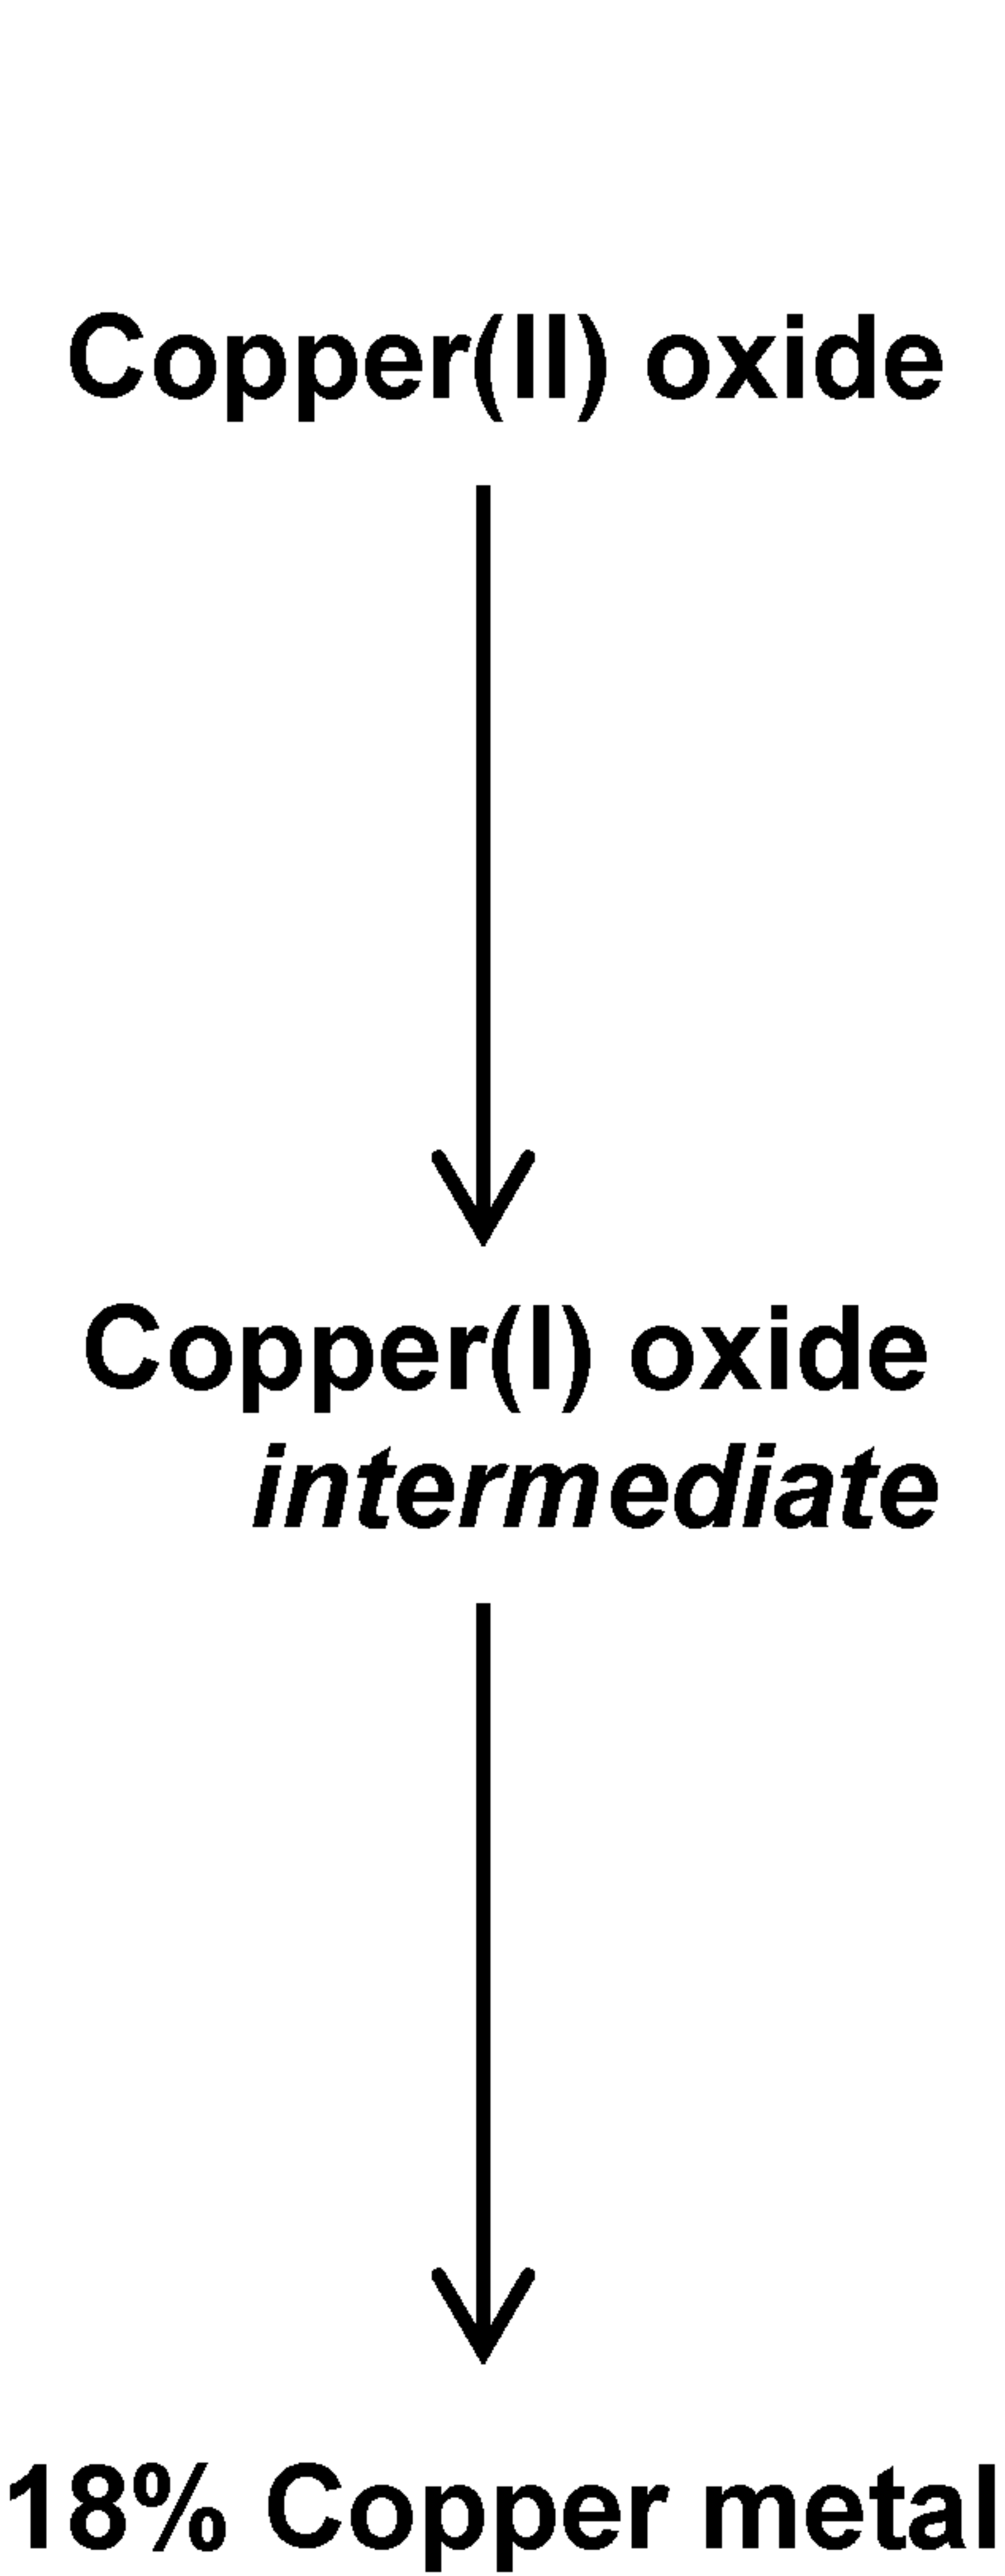 Copper(II) oxide
Copper(I) oxide
intermediate
18% Copper metal